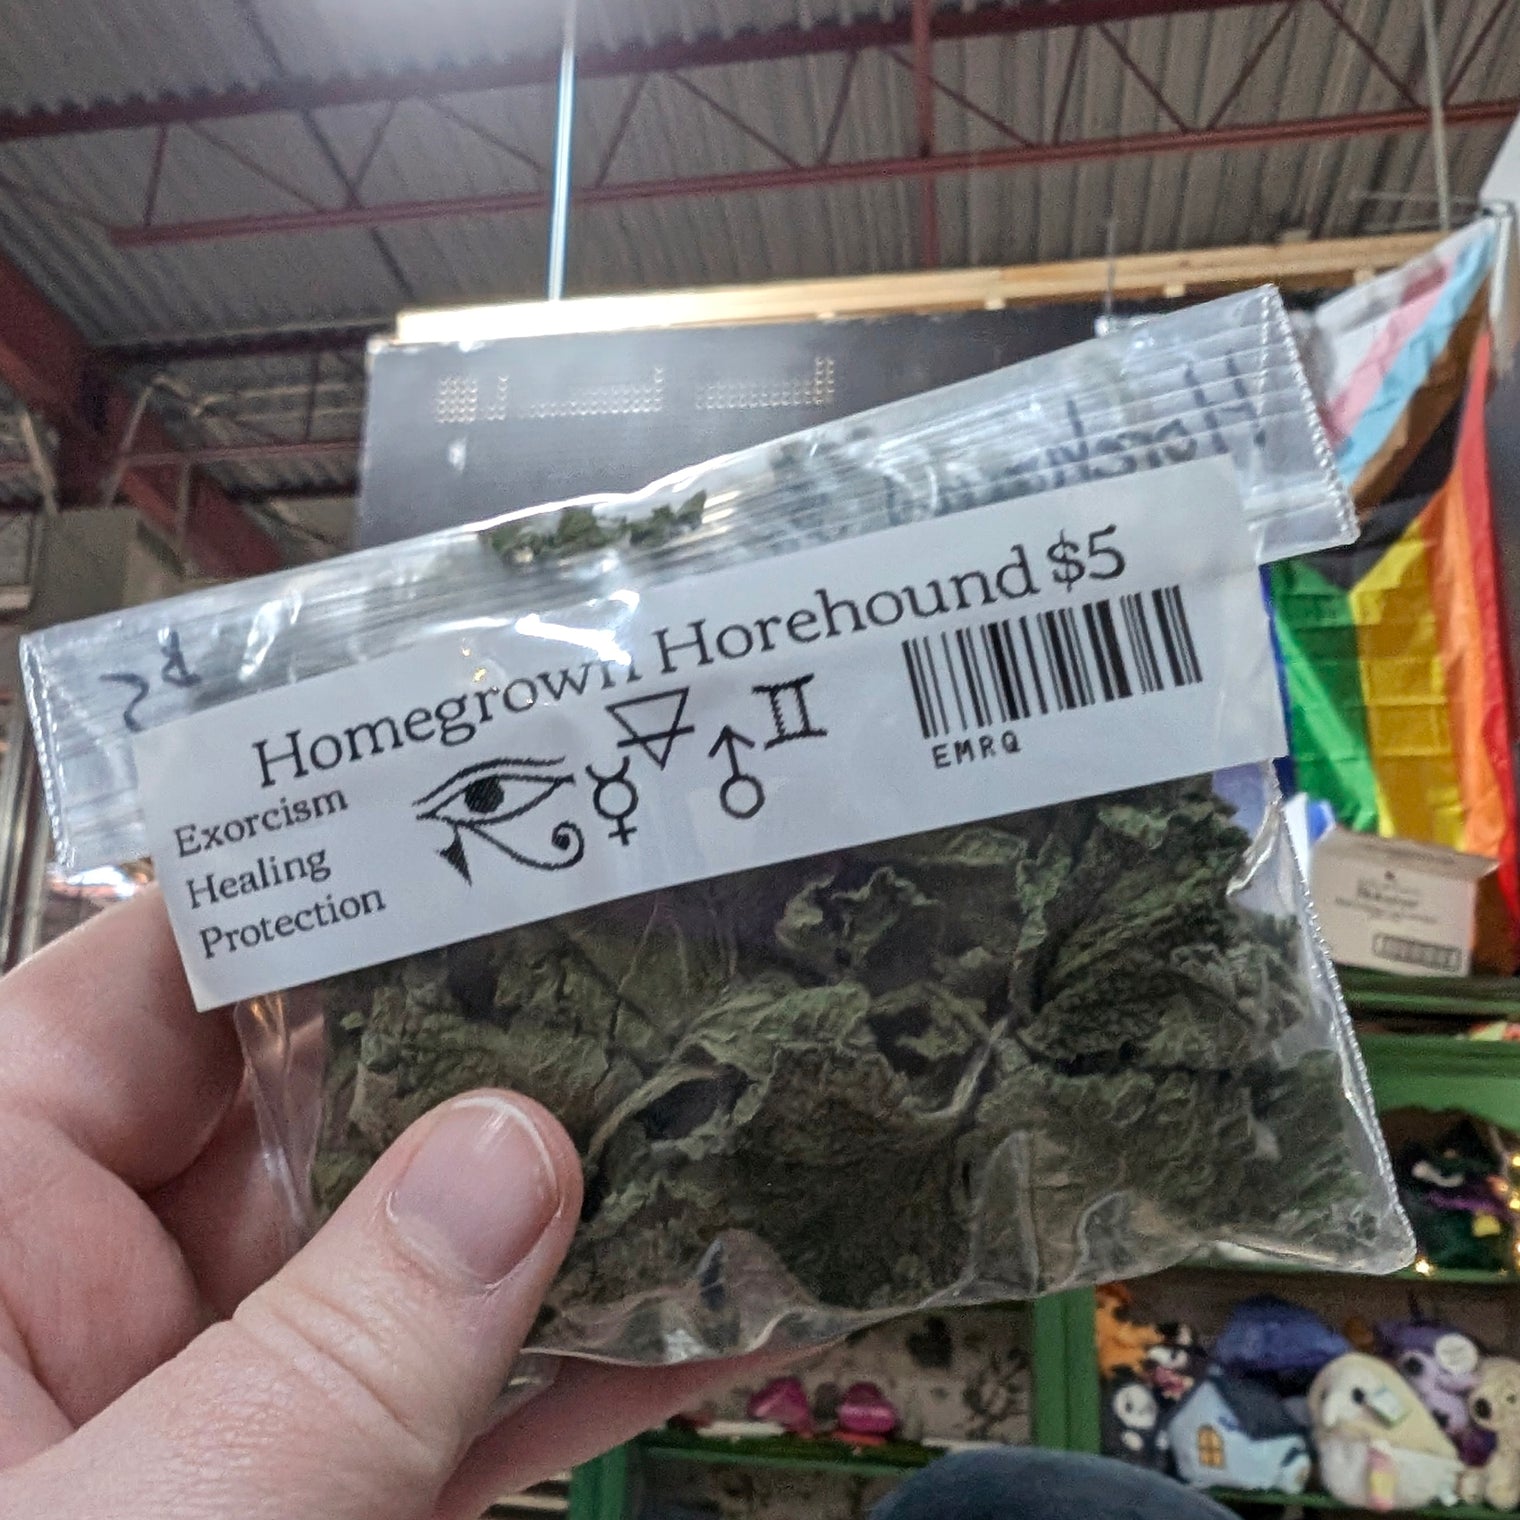 Homegrown Horehound $5
Exorcism
Healing
Protection
EMRQ